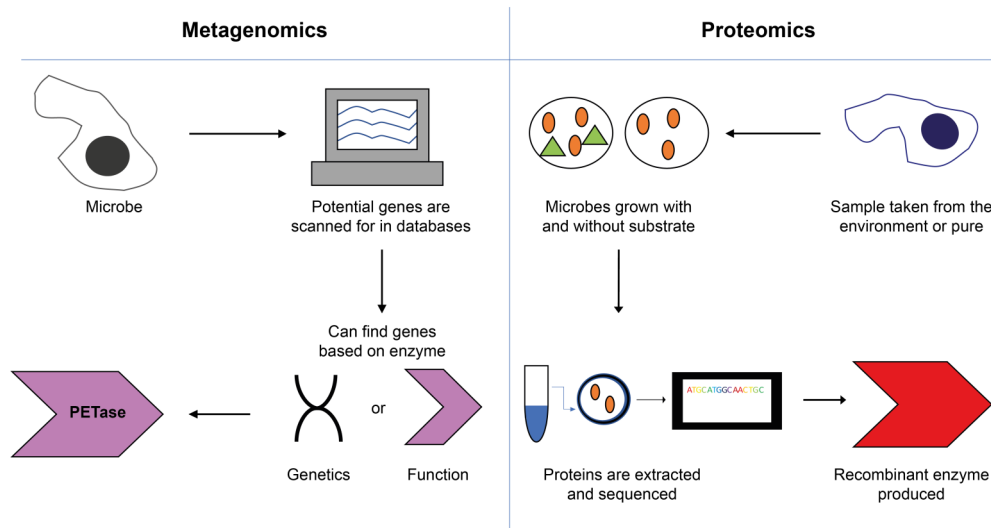 Metagenomics
Microbe
Potential genes are
scanned for in databases
Can find genes
based on enzyme
PETase
or
Genetics
Function
Proteomics
Microbes grown with
and without substrate
Sample taken from the
environment or pure
ATGCATGGCAACTGC
Proteins are extracted
and sequenced
Recombinant enzyme
produced